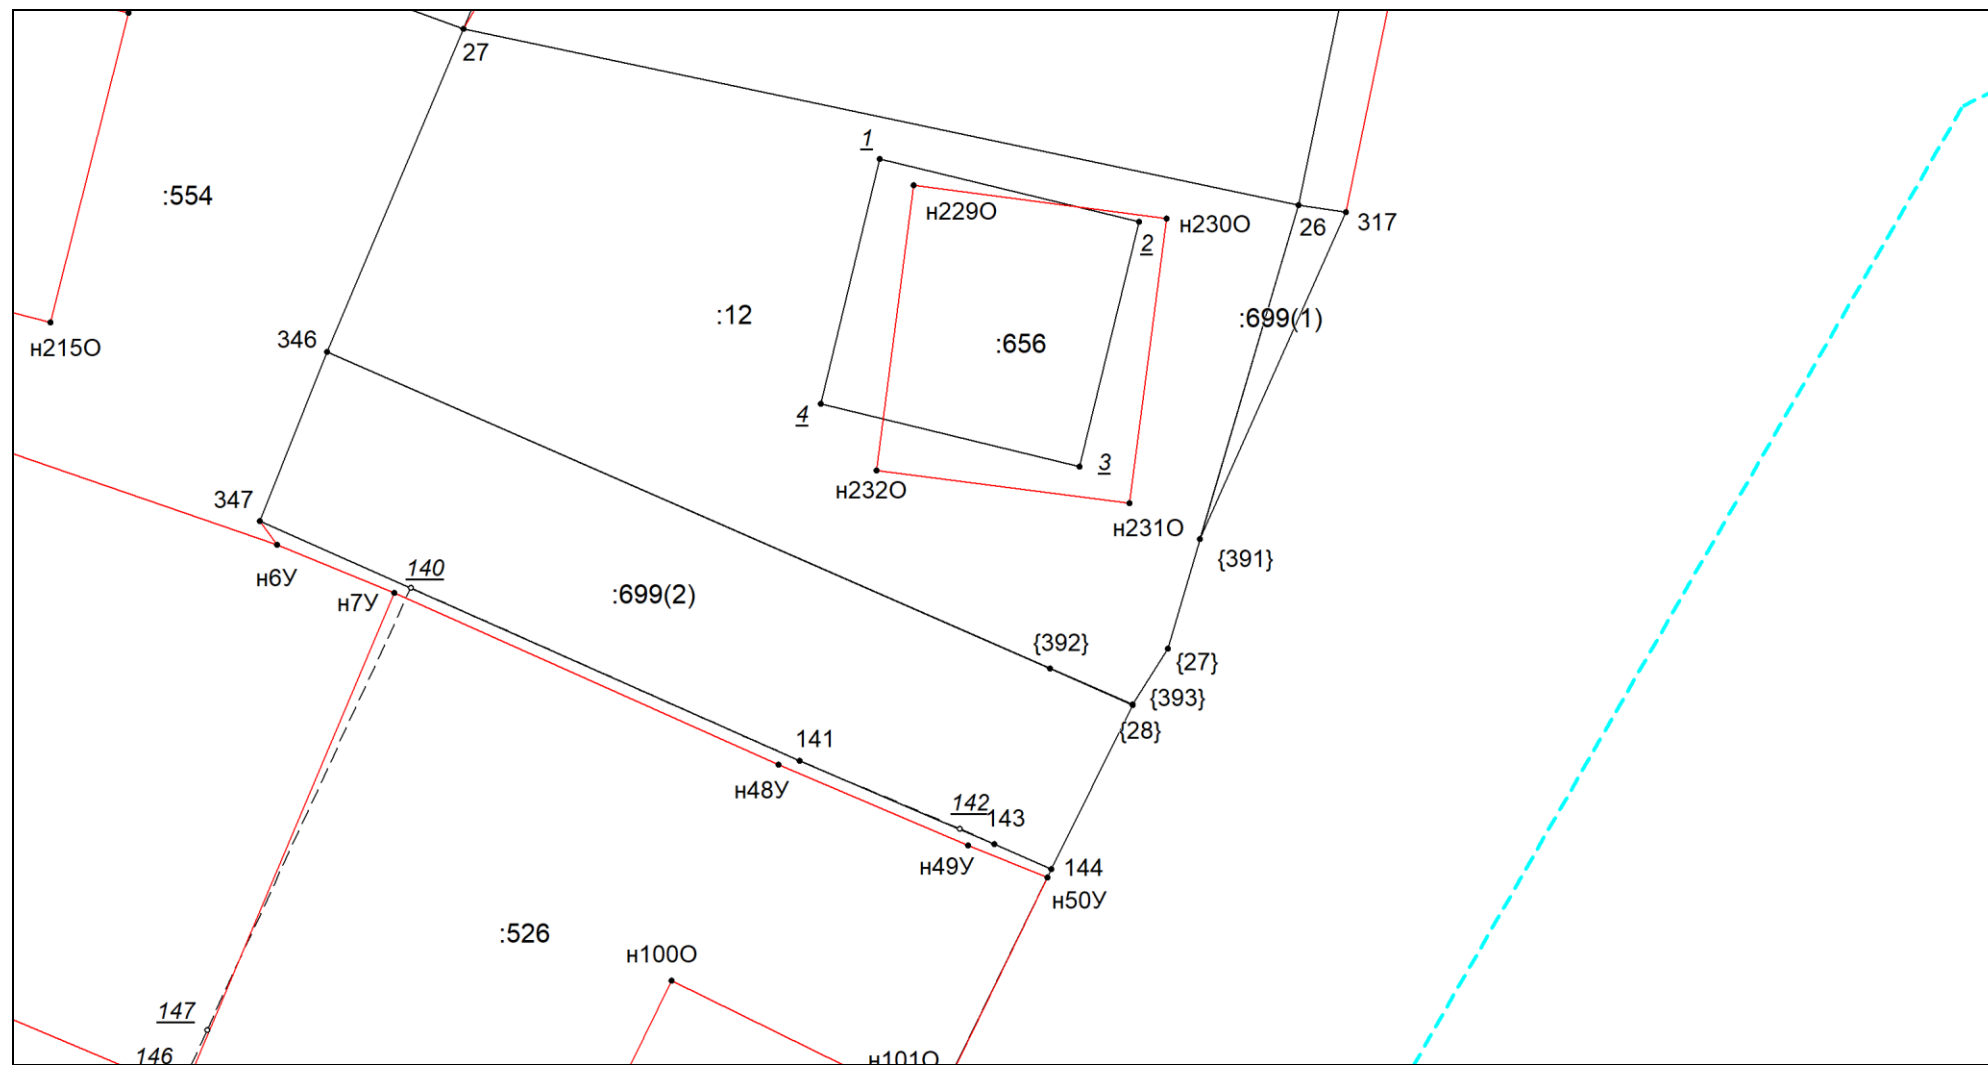 27
1
:554
н229О
н230О
26
317
2
:12
:699(1)
346
:656
н215О
4
3
н232О
347
н231О
{391}
140
н6У
н7У
:699(2)
{392}
{27}
{393}
{28}
141
н48У
142
143
н49У
144
н50У
:526
н100О
147
146
н101О